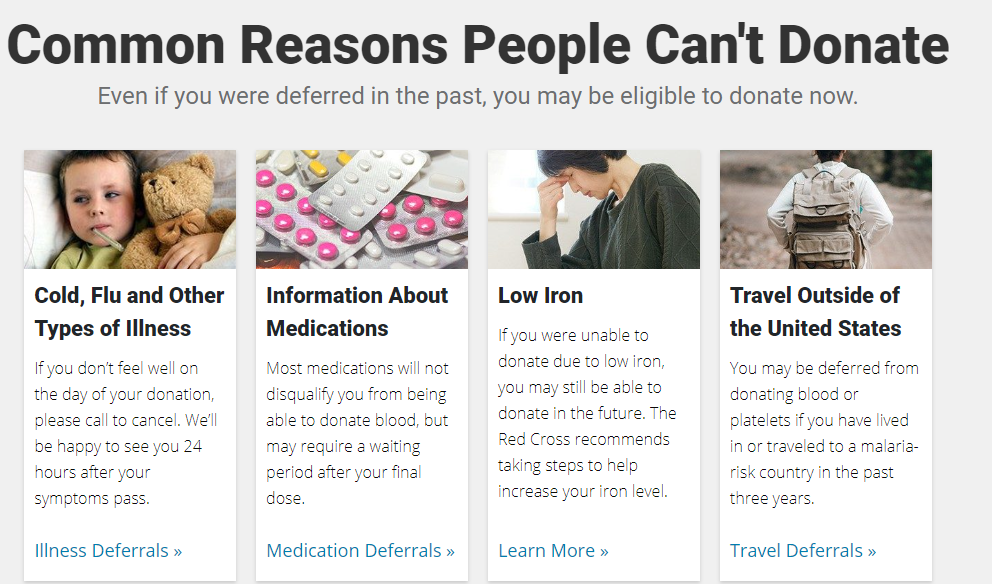 Common Reasons People Can't Donate
Even if you were deferred in the past, you may be eligible to donate now.
Cold, Flu and Other
Types of Illness
If you don’t feel well on
the day of your donation,
please call to cancel. We’ll
be happy to see you 24
hours after your
symptoms pass.
Illness Deferrals »
Information About
Medications
Most medications will not
disqualify you from being
able to donate blood, but
may require a waiting
period after your final
dose.
Medication Deferrals »
Low Iron
If you were unable to
donate due to low iron,
you may still be able to
donate in the future. The
Red Cross recommends
taking steps to help
increase your iron level.
Learn More »
Travel Outside of
the United States
You may be deferred from
donating blood or
platelets if you have lived
in or traveled to a malaria-
risk country in the past
three years.
Travel Deferrals »